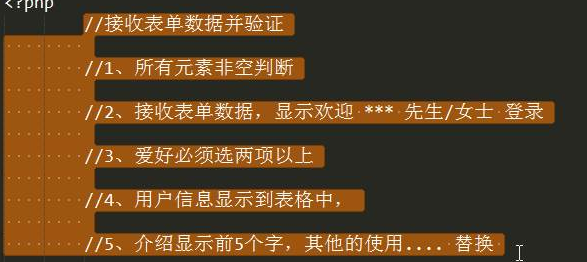 <?php
//接收表单数据并验证
//1、所有元素非空判断
//2、接收表单数据，显示欢迎 *** 先生/女士 登录
//3、爱好必须选两项以上
//4、用户信息显示到表格中，
//5、介绍显示前5个字，其他的使用.... 替换